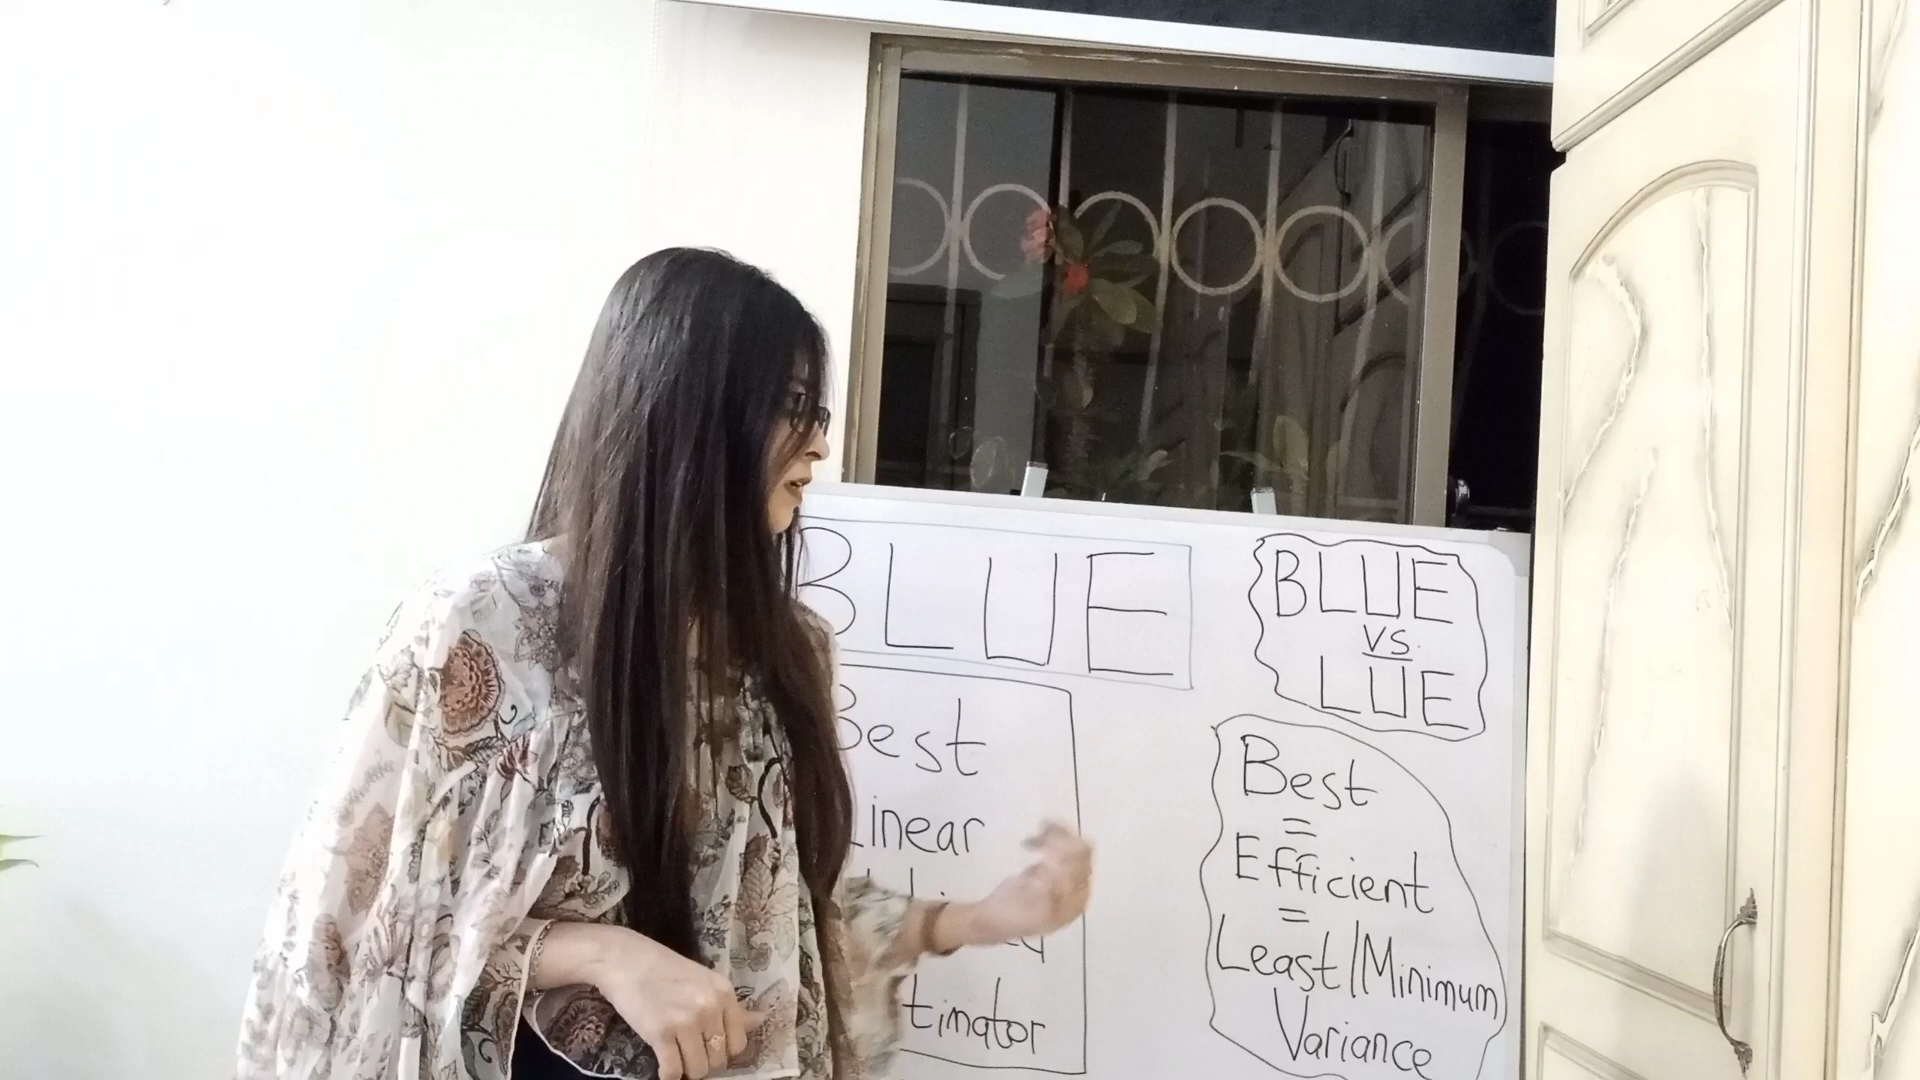 BLUE
Best
Linear
timator
BLUE
vs.
LUE
Best
=
Efficient
=
Least/Minimum
Variance